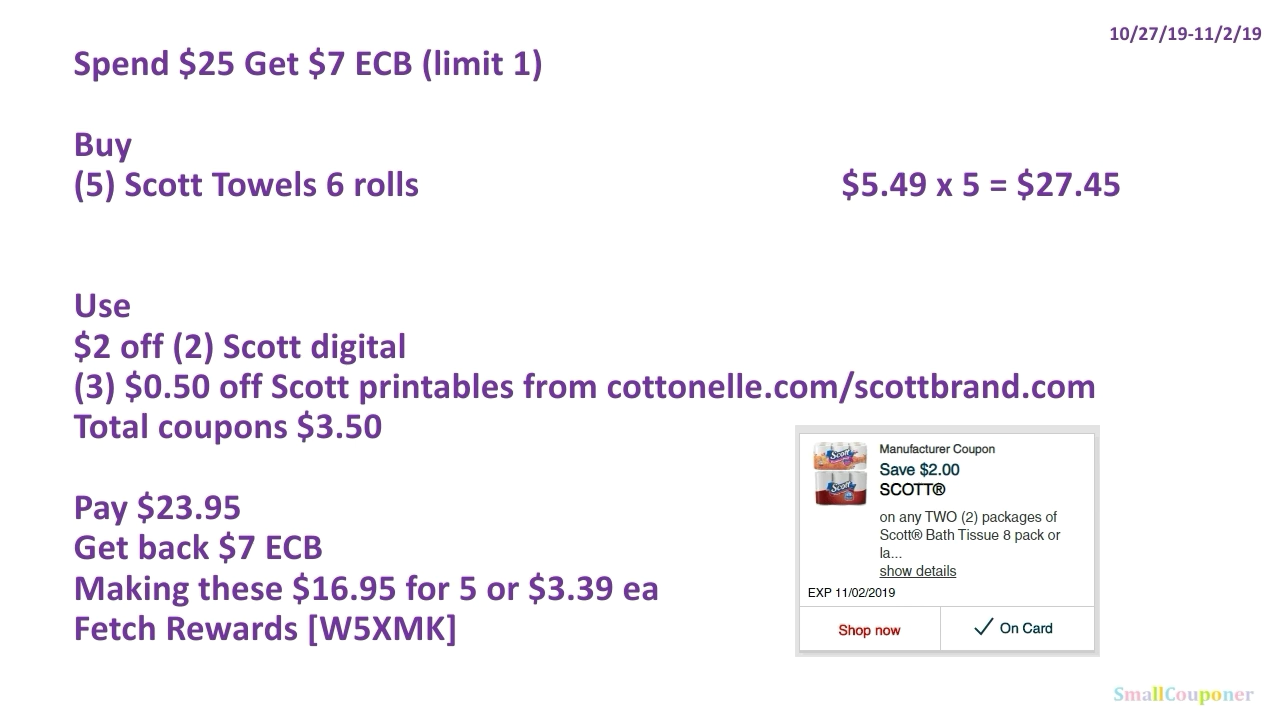 10/27/19-11/2/19
Spend $25 Get $7 ECB (limit 1)
Buy
(5) Scott Towels 6 rolls $5.49 x 5 = $27.45
Use
$2 off (2) Scott digital
(3) $0.50 off Scott printables from cottonelle.com/scottbrand.com
Total coupons $3.50
Pay $23.95
Get back $7 ECB
Making these $16.95 for 5 or $3.39 ea
Fetch Rewards [W5XMK]
Scott
Scott
Manufacturer Coupon
Save $2.00
SCOTT®
on any TWO (2) packages of
Scott® Bath Tissue 8 pack or
la...
show details
EXP 11/02/2019
Shop now
On Card
SmallCouponer